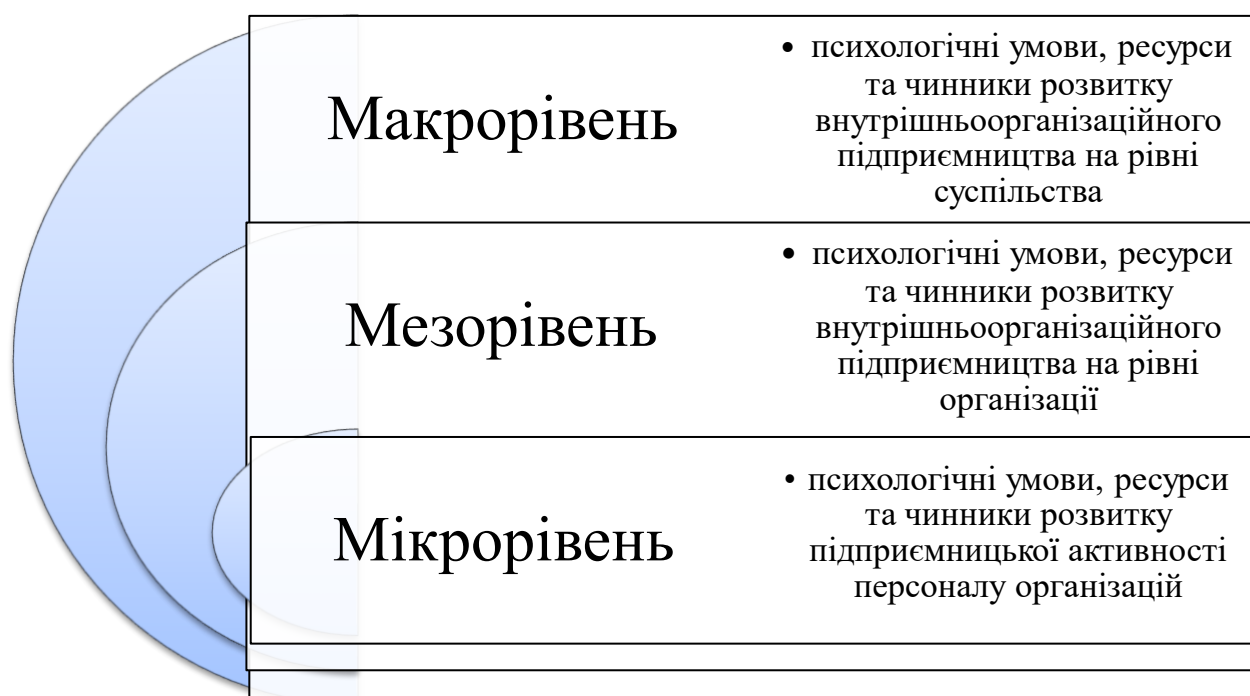 Макрорівень
• психологічні умови, ресурси
та чинники розвитку
внутрішньоорганізаційного
підприємництва на рівні
суспільства
Мезорівень
• психологічні умови, ресурси
та чинники розвитку
внутрішньоорганізаційного
підприємництва на рівні
організації
Мікрорівень
• психологічні умови, ресурси
та чинники розвитку
підприємницької активності
персоналу організацій